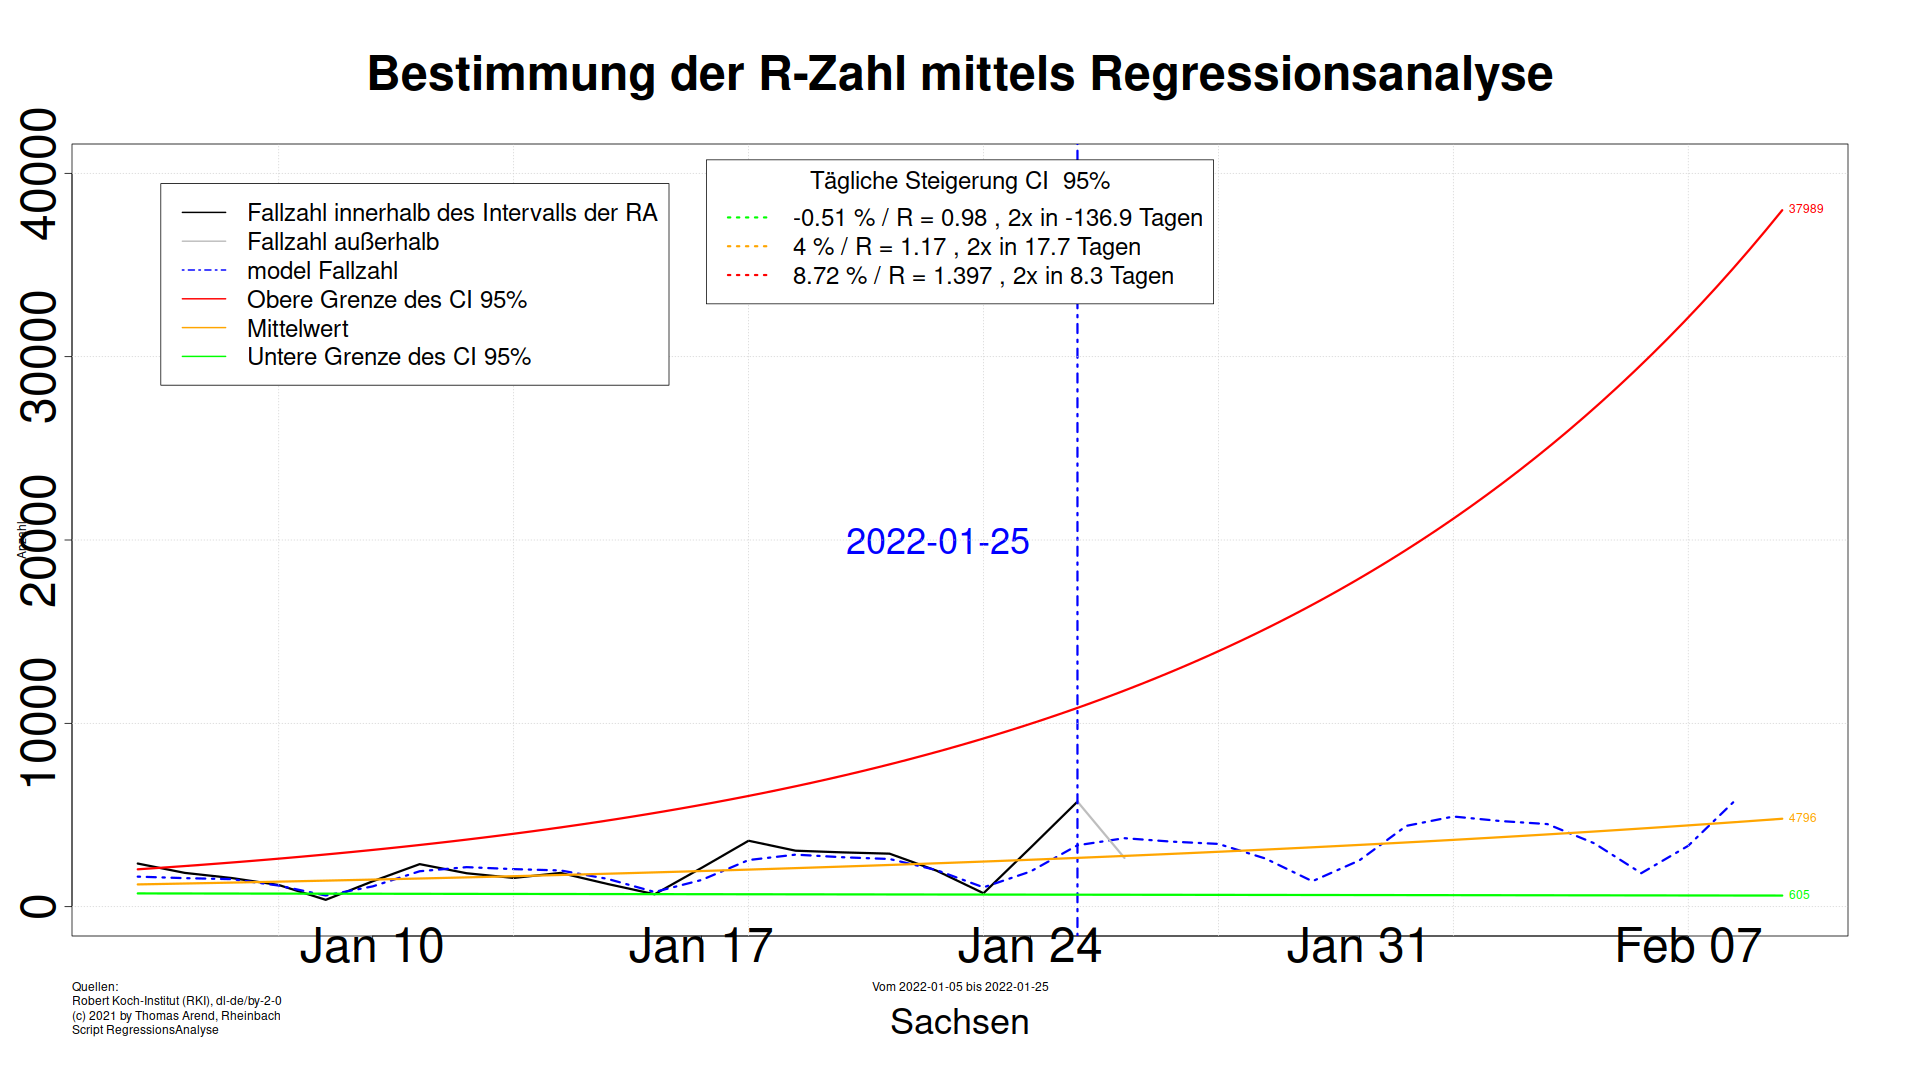 Bestimmung der R-Zahl mittels Regressionsanalyse
40000
30000
20000
10000
0
Anzahl
Fallzahl innerhalb des Intervalls der RA
Fallzahl außerhalb
model Fallzahl
Obere Grenze des CI 95%
Mittelwert
Untere Grenze des CI 95%
Tägliche Steigerung CI  95%
-0.51 % / R = 0.98 , 2x in -136.9 Tagen
4 % / R = 1.17 , 2x in 17.7 Tagen
8.72 % / R = 1.397 , 2x in 8.3 Tagen
37989
2022-01-25
4796
605
Jan 10
Jan 17
Jan 24
Jan 31
Feb 07
Quellen:
Robert Koch-Institut (RKI), dl-de/by-2-0
(c) 2021 by Thomas Arend, Rheinbach
Script RegressionsAnalyse
Vom 2022-01-05 bis 2022-01-25
Sachsen